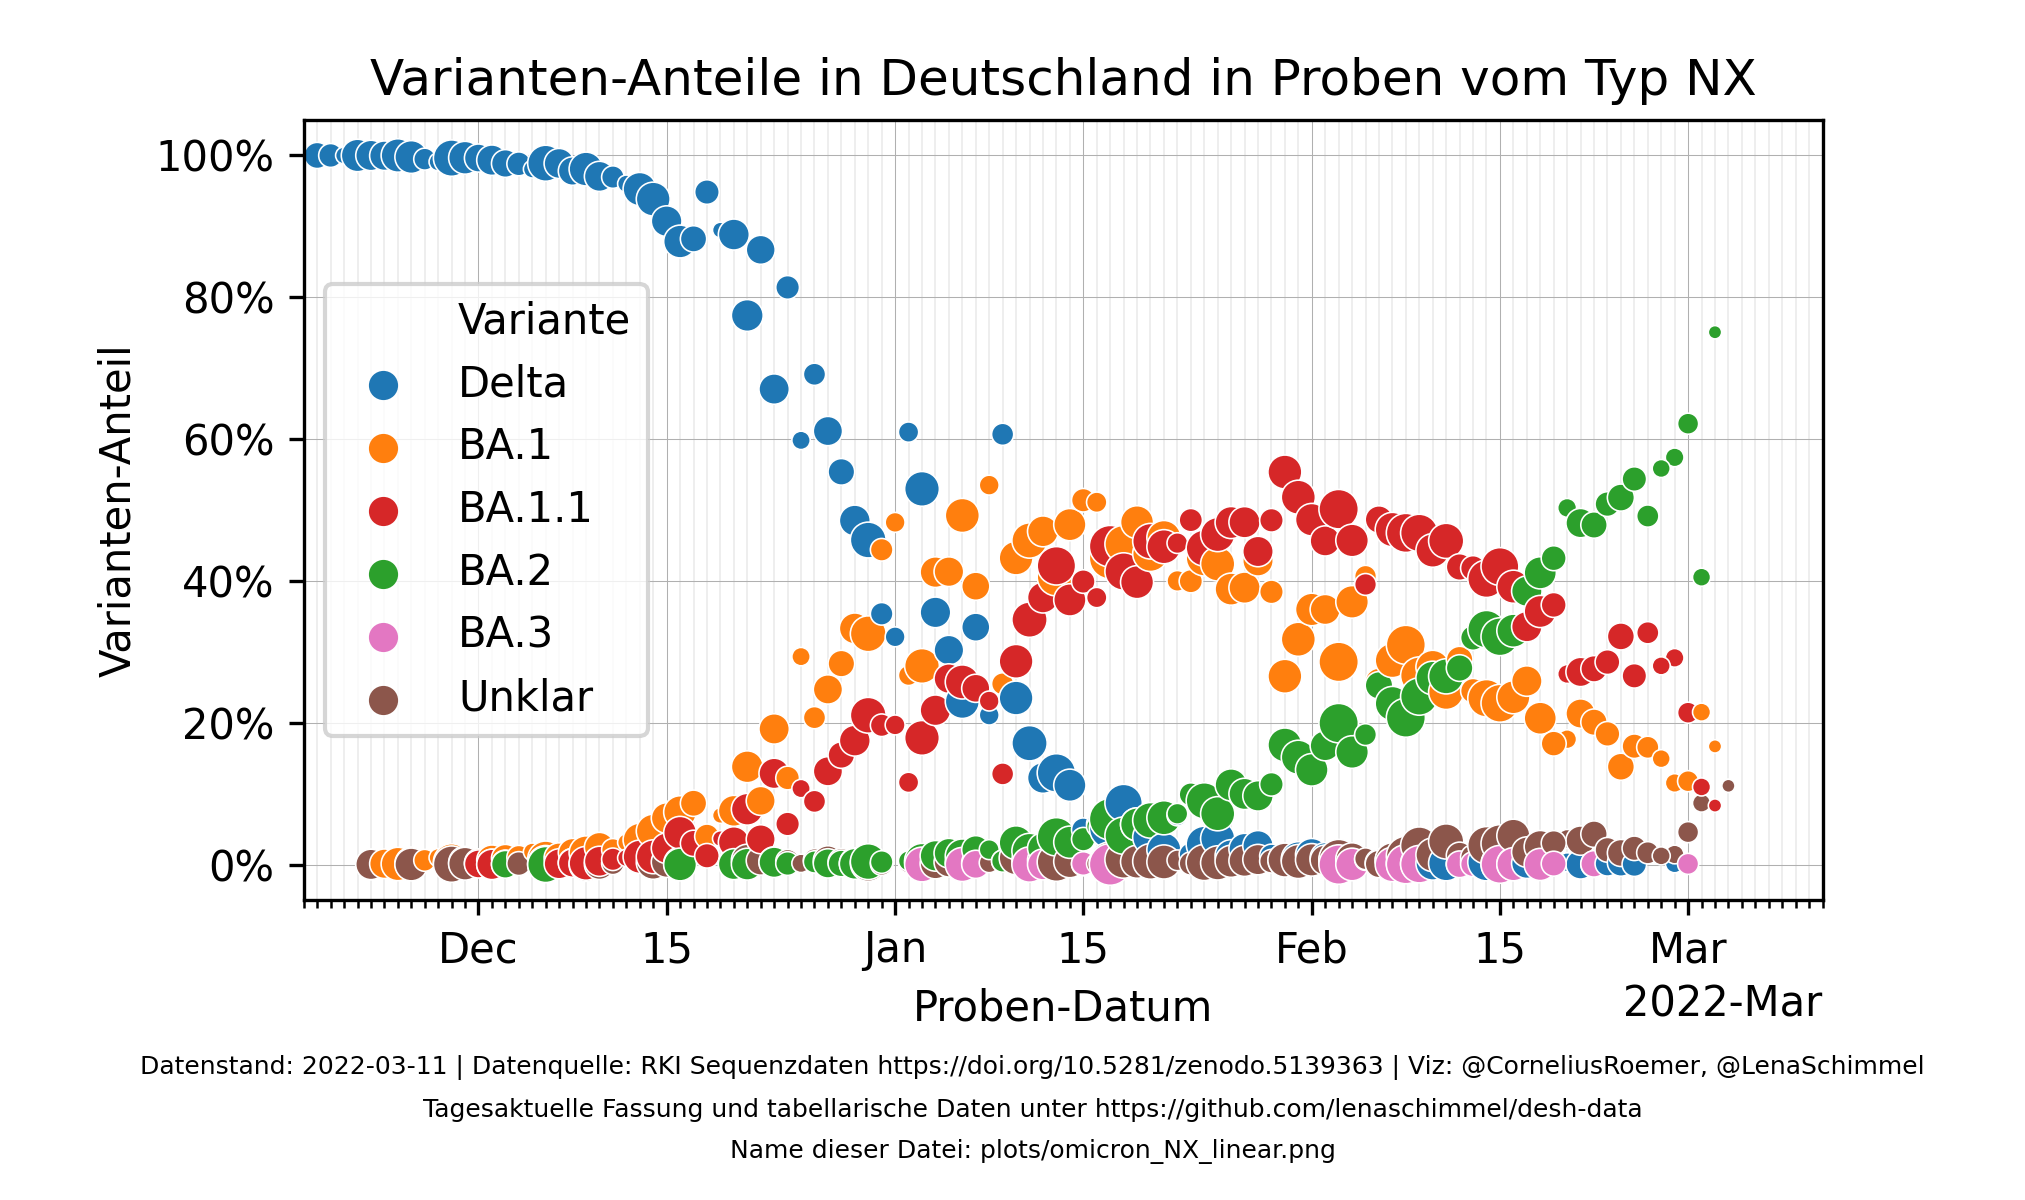 Varianten-Anteile in Deutschland in Proben vom Typ NX
100%
80%
60%
40%
20%
0%
Varianten-Anteil
Variante
Delta
BA.1
BA.1.1
BA.2
BA.3
Unklar
Dec 15 Jan 15 Feb 15 Mar
2022-Mar
Proben-Datum
Datenstand: 2022-03-11 | Datenquelle: RKI Sequenzdaten https://doi.org/10.5281/zenodo.5139363 | Viz: @CorneliusRoemer, @LenaSchimmel
Tagesaktuelle Fassung und tabellarische Daten unter https://github.com/lenaschimmel/desh-data
Name dieser Datei: plots/omicron_NX_linear.png